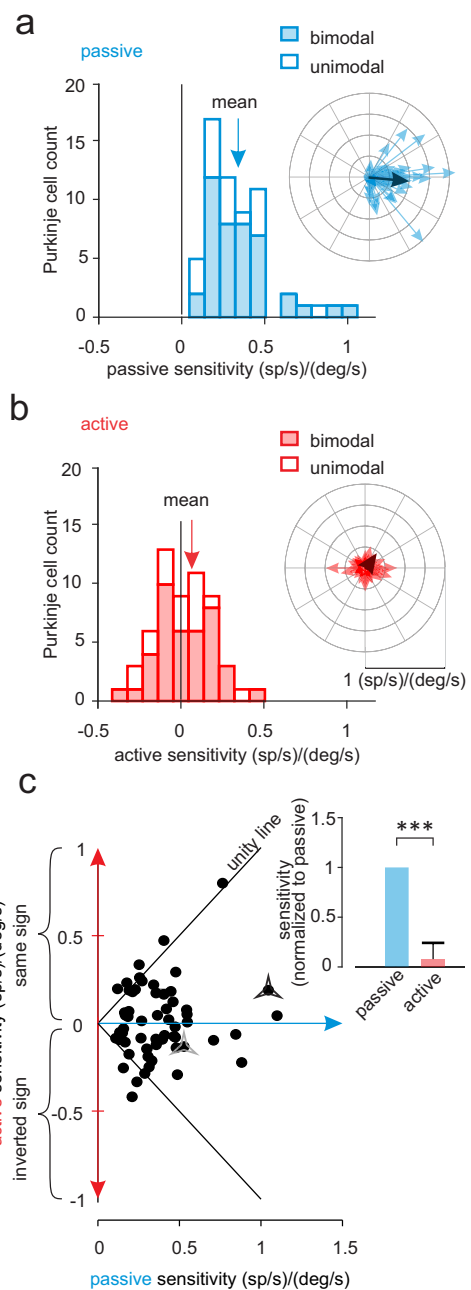 a
passive
bimodal
unimodal
mean
Purkinje cell count
20
15
10
5
0
-0.5
0
0.5
1
passive sensitivity (sp/s)/(deg/s)
b
active
bimodal
unimodal
mean
Purkinje cell count
20
15
10
5
0
-0.5
0
0.5
1
active sensitivity (sp/s)/(deg/s)
1 (sp/s)/(deg/s)
c
sensitivity (sp/s)/(deg/s)
same sign
inverted sign
1
0.5
0
-0.5
-1
unity line
0
0.5
1
1.5
passive sensitivity (sp/s)/(deg/s)
sensitivity
(normalized to passive)
1.5
1
0.5
0
***
passive
active